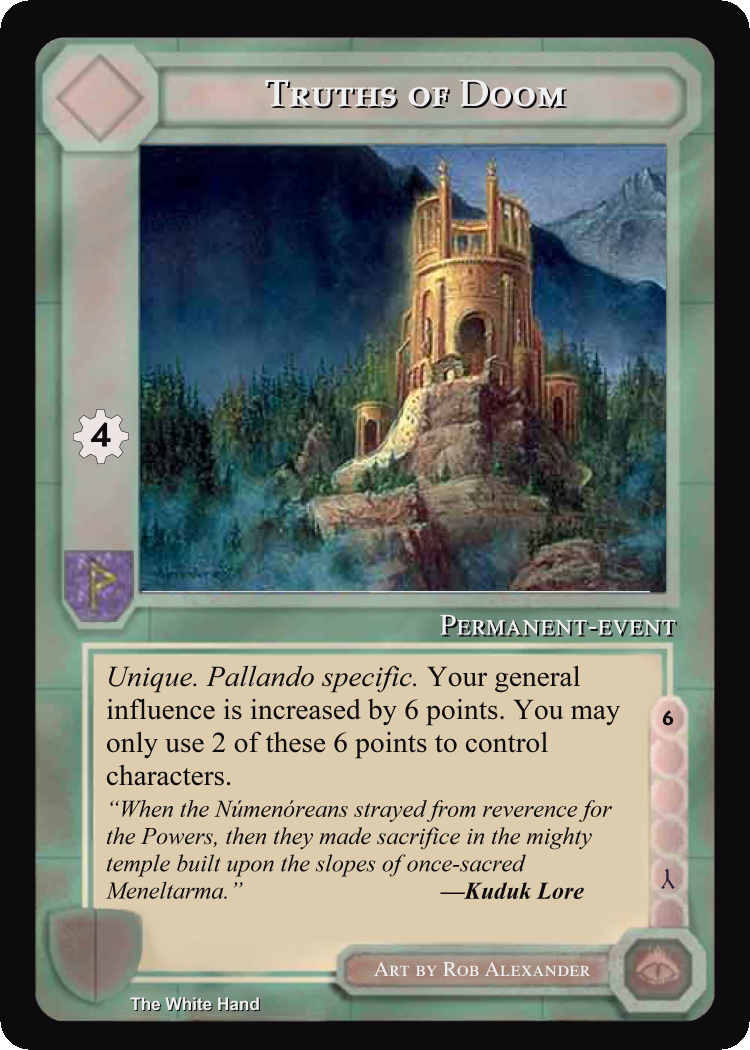 Truths of Doom
4
Permanent-event
Unique. Pallando specific. Your general
influence is increased by 6 points. You may
only use 2 of these 6 points to control
characters.
6
“When the Númenóreans strayed from reverence for
the Powers, then they made sacrifice in the mighty
temple built upon the slopes of once-sacred
Meneltarma.” —Kuduk Lore
Art by Rob Alexander
The White Hand